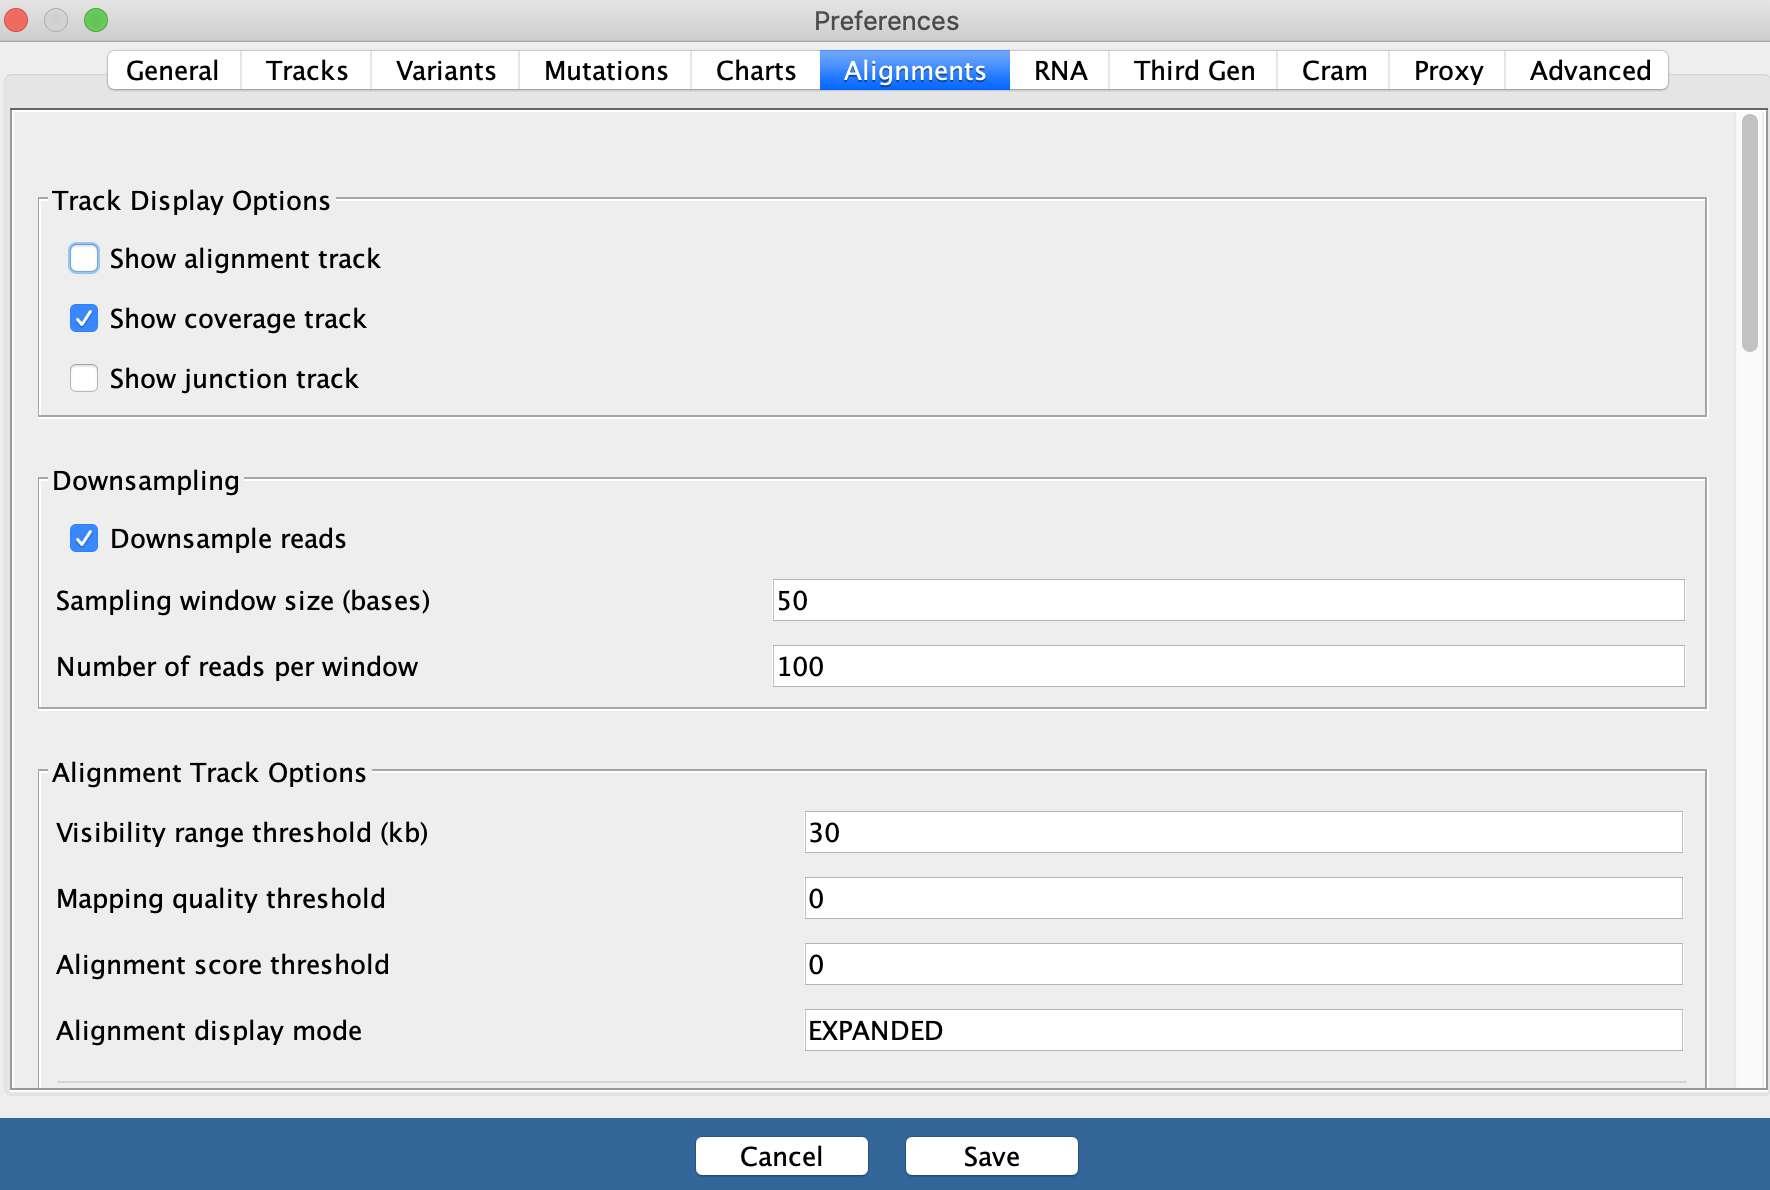 Preferences
General Tracks Variants Mutations Charts Alignments RNA Third Gen Cram Proxy Advanced
Track Display Options
Show alignment track
Show coverage track
Show junction track
Downsampling
Downsample reads
Sampling window size (bases) 50
Number of reads per window 100
Alignment Track Options
Visibility range threshold (kb) 30
Mapping quality threshold 0
Alignment score threshold 0
Alignment display mode EXPANDED
Cancel Save